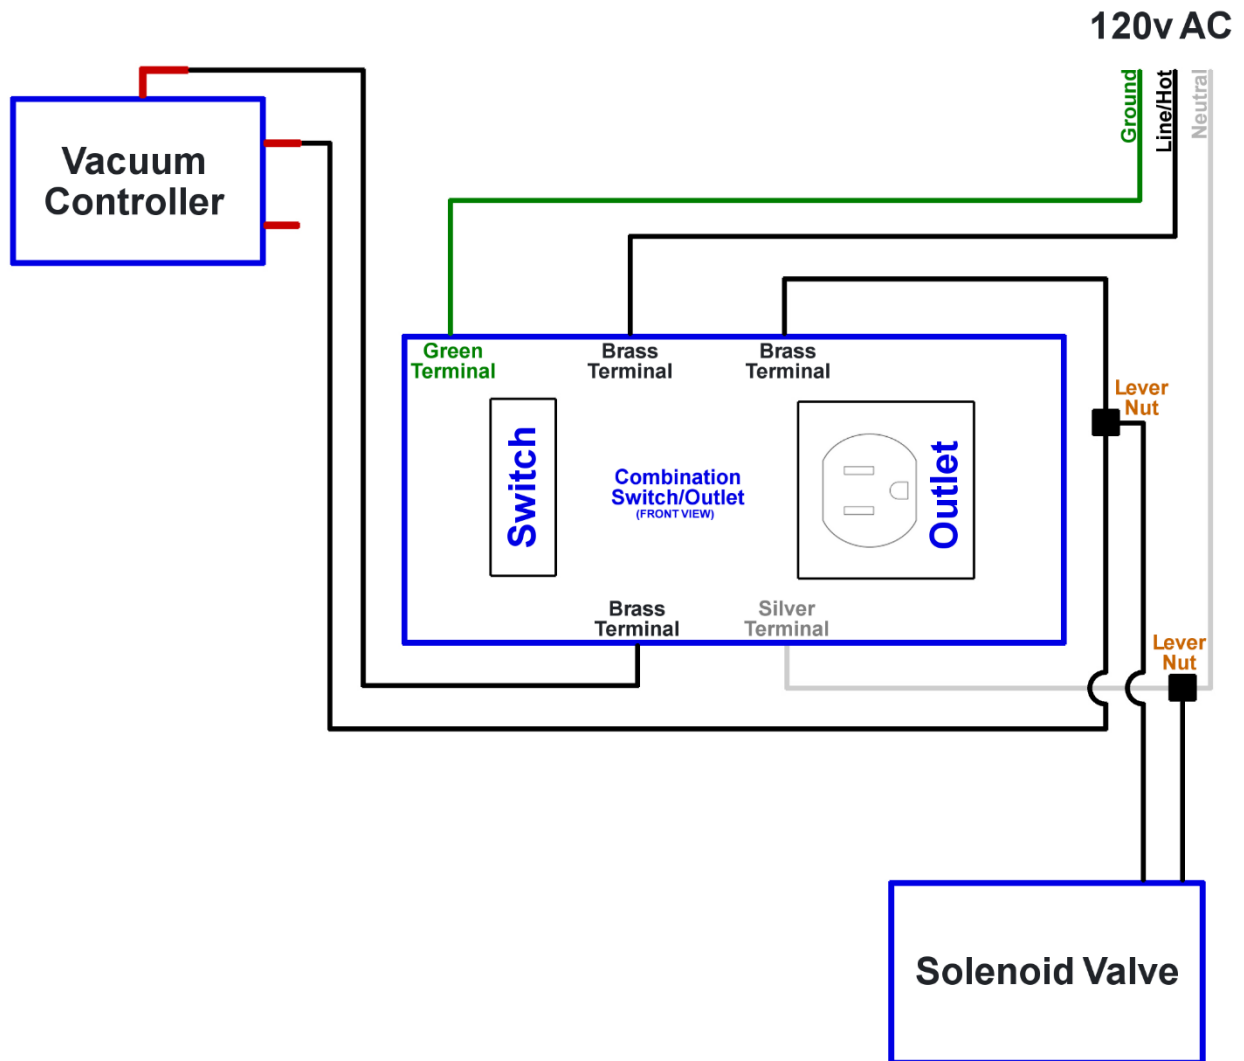 120v AC
Ground
Line/Hot
Neutral
Vacuum
Controller
Green
Terminal
Brass
Terminal
Brass
Terminal
Lever
Nut
Switch
Combination
Switch/Outlet
(FRONT VIEW)
Outlet
Brass
Terminal
Silver
Terminal
Lever
Nut
Solenoid Valve